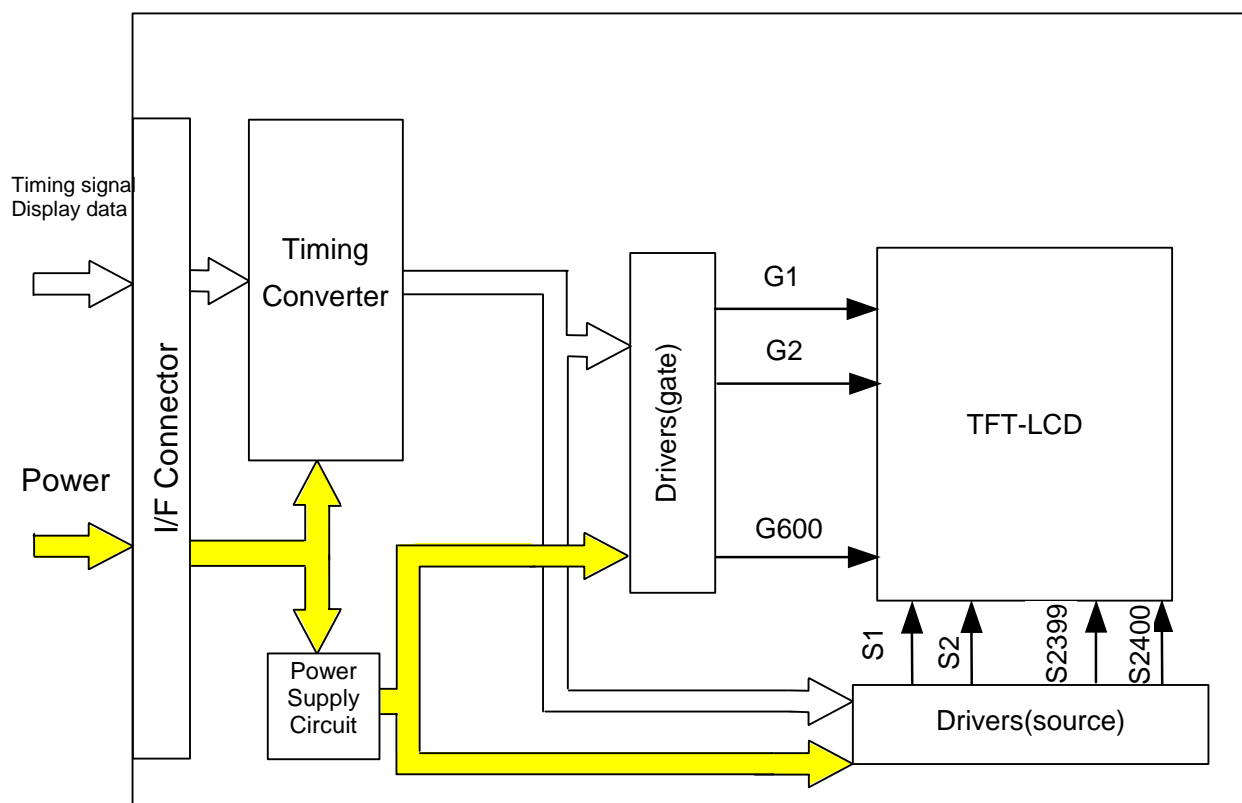 Timing signal
Display data
Power
I/F Connector
Timing
Converter
Power
Supply
Circuit
Drivers(gate)
G1
G2
G600
TFT-LCD
S1
S2
S2399
S2400
Drivers(source)